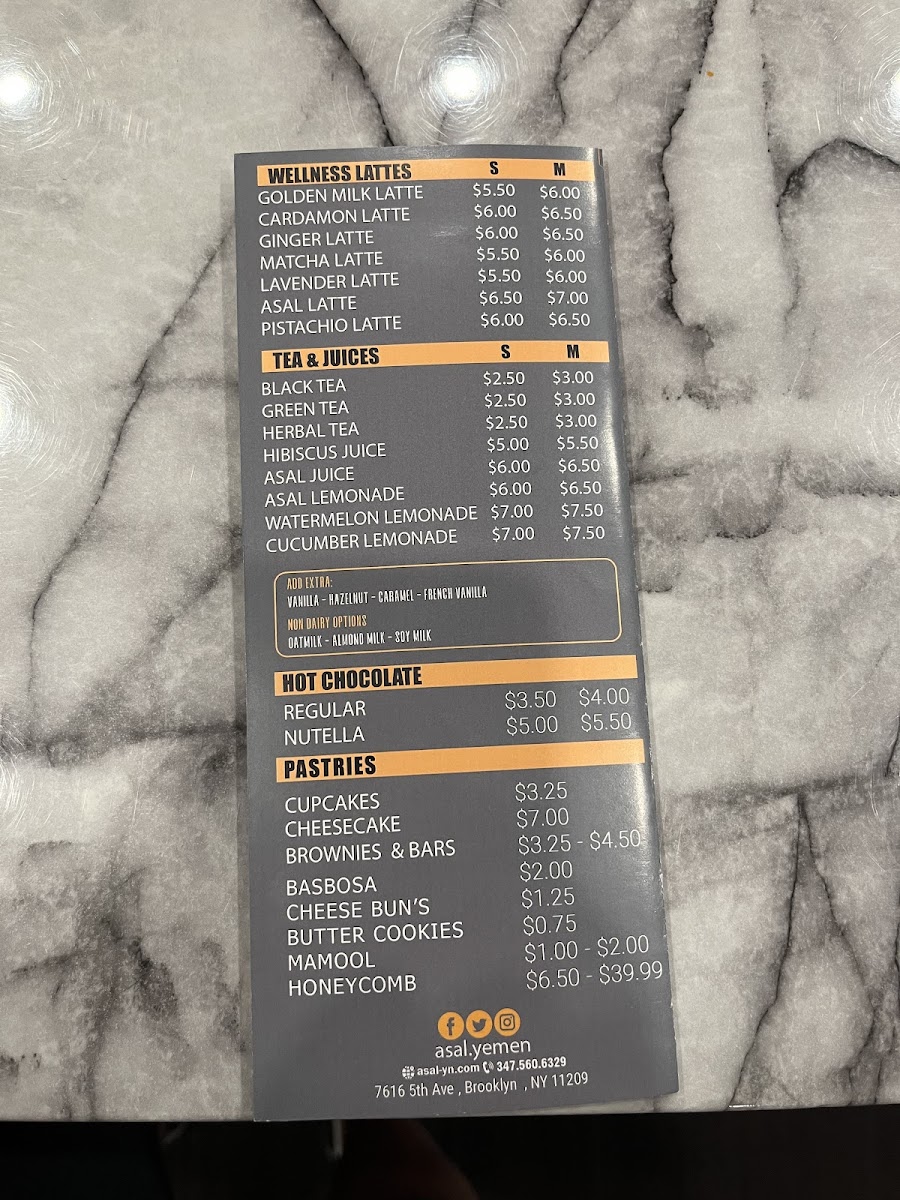 WELLNESS LATTES S M
GOLDEN MILK LATTE $5.50 $6.00
CARDAMON LATTE $6.00 $6.50
GINGER LATTE $6.00 $6.50
MATCHA LATTE $5.50 $6.00
LAVENDER LATTE $5.50 $6.00
ASAL LATTE $6.50 $7.00
PISTACHIO LATTE $6.00 $6.50
TEA & JUICES S M
BLACK TEA $2.50 $3.00
GREEN TEA $2.50 $3.00
HERBAL TEA $2.50 $3.00
HIBISCUS JUICE $5.00 $5.50
ASAL JUICE $6.00 $6.50
ASAL LEMONADE $6.00 $6.50
WATERMELON LEMONADE $7.00 $7.50
CUCUMBER LEMONADE $7.00 $7.50
ADD EXTRA:
VANILLA - HAZELNUT - CARAMEL - FRENCH VANILLA
NON DAIRY OPTIONS
OATMILK - ALMOND MILK - SOY MILK
HOT CHOCOLATE
REGULAR $3.50 $4.00
NUTELLA $5.00 $5.50
PASTRIES
CUPCAKES $3.25
CHEESECAKE $7.00
BROWNIES & BARS $3.25 - $4.50
BASBOSA $2.00
CHEESE BUN'S $1.25
BUTTER COOKIES $0.75
MAMOOL $1.00 - $2.00
HONEYCOMB $6.50 - $39.99
asal.yemen
asal-yn.com 347.560.6329
7616 5th Ave , Brooklyn , NY 11209